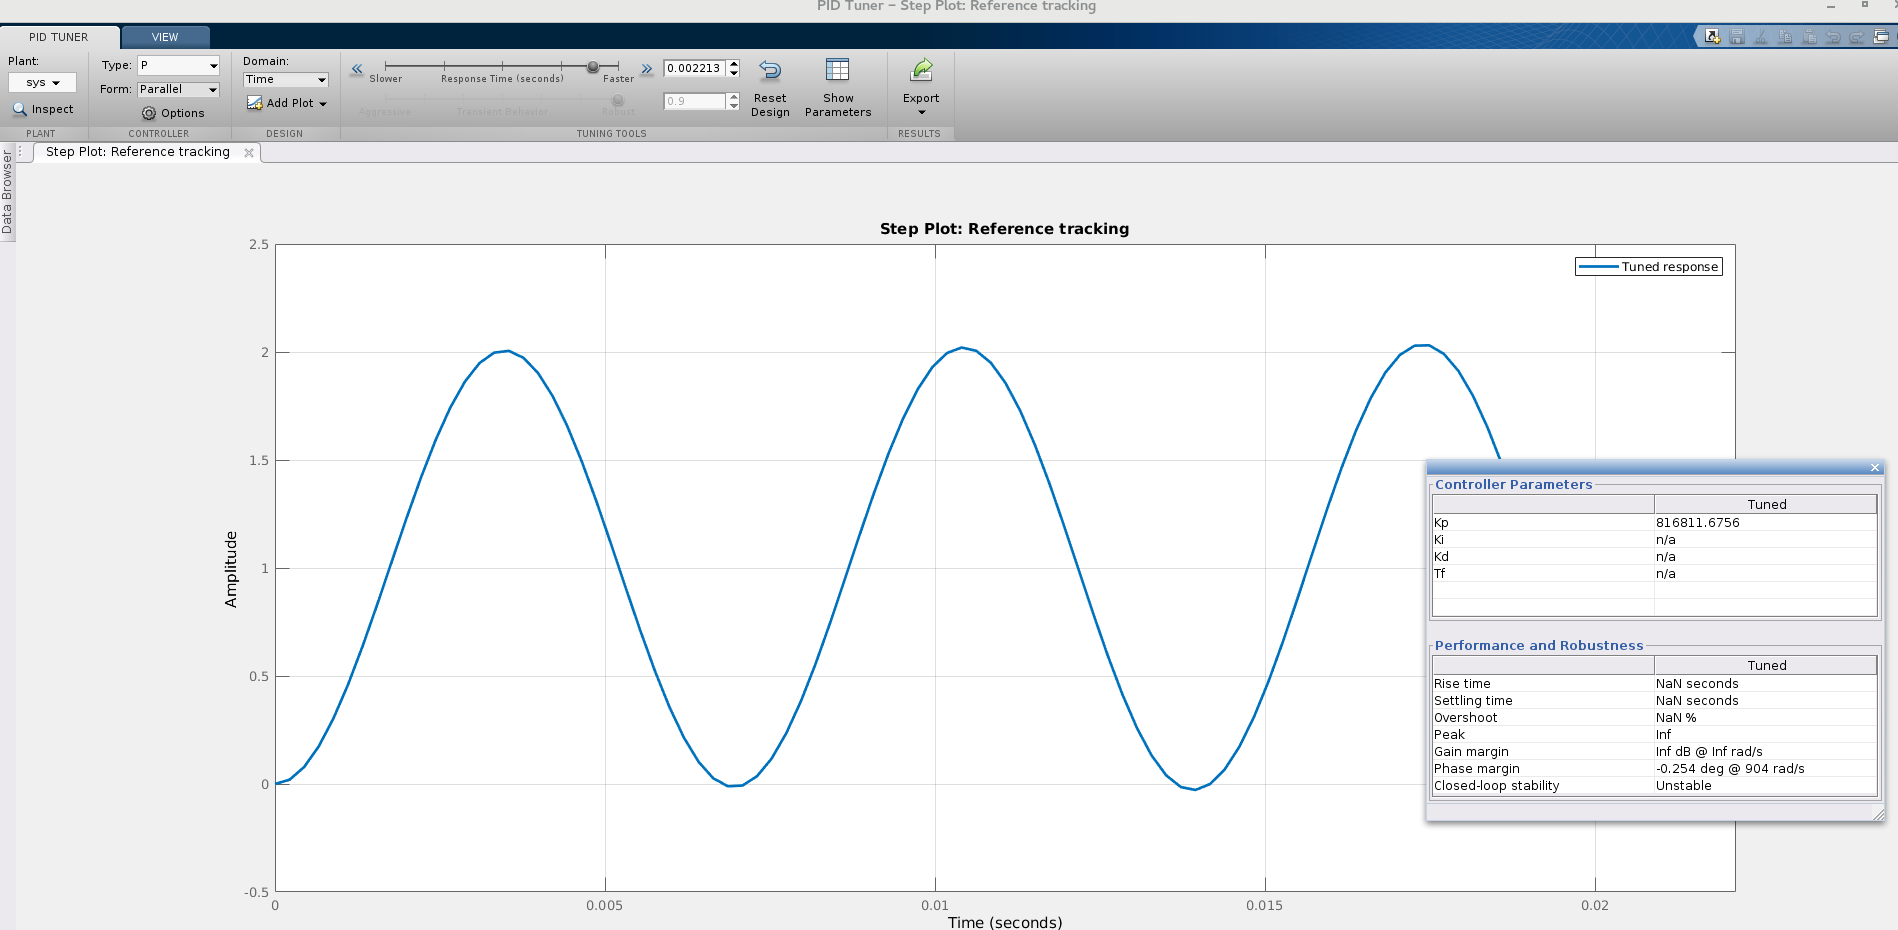 PID Tuner - Step Plot: Reference tracking
PID TUNER
VIEW
Plant:
sys
Inspect
PLANT
Type: P
Form: Parallel
Options
CONTROLLER
Domain:
Time
Add Plot
DESIGN
Slower Response Time (seconds) Faster
0.002213
Aggressive Transient Behavior Robust
0.9
Reset Design
Show Parameters
TUNING TOOLS
Export
RESULTS
Data Browser
Step Plot: Reference tracking
Step Plot: Reference tracking
Tuned response
2.5
2
1.5
1
0.5
0
-0.5
Amplitude
0 0.005 0.01 0.015 0.02
Time (seconds)
Controller Parameters
Tuned
Kp 816811.6756
Ki n/a
Kd n/a
Tf n/a
Performance and Robustness
Tuned
Rise time NaN seconds
Settling time NaN seconds
Overshoot NaN %
Peak Inf
Gain margin Inf dB @ Inf rad/s
Phase margin -0.254 deg @ 904 rad/s
Closed-loop stability Unstable